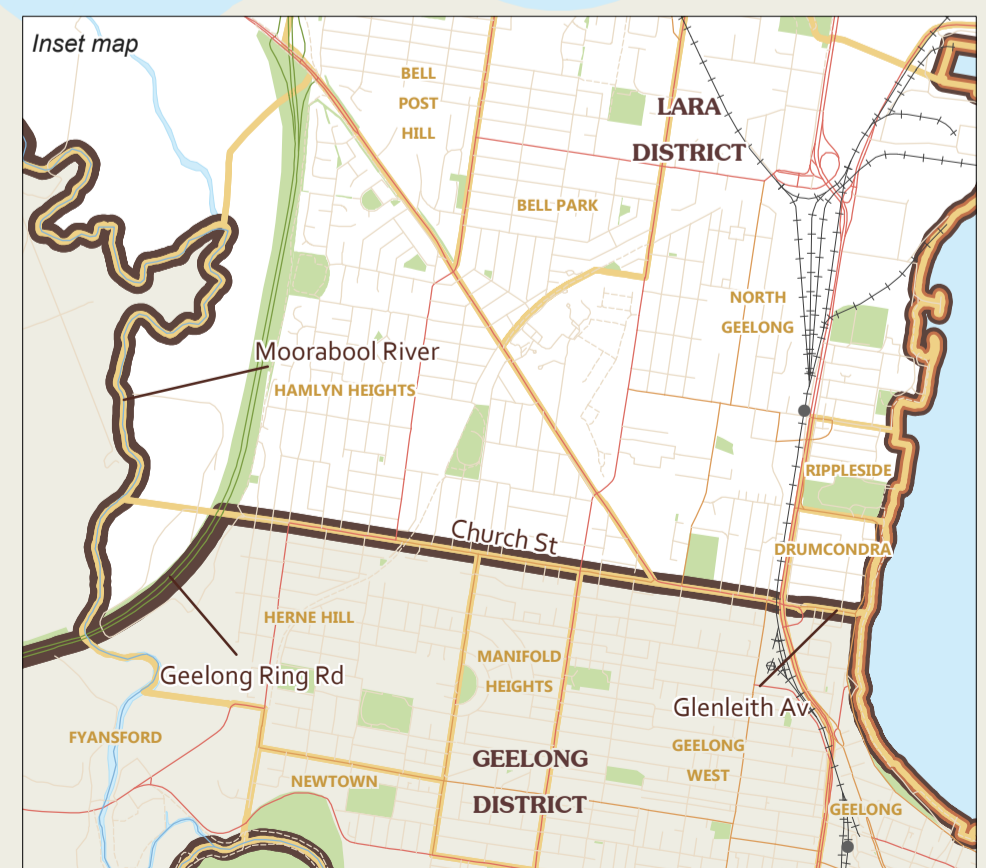 Inset map
BELL
POST
HILL
LARA
DISTRICT
BELL PARK
NORTH
GEELONG
Moorabool River
HAMLYN HEIGHTS
RIPPLESIDE
Church St
DRUMCONDRA
HERNE HILL
MANIFOLD
HEIGHTS
Geelong Ring Rd
Glenleith Av
FYANSFORD
GEELONG
WEST
GEELONG
DISTRICT
NEWTOWN
GEELONG